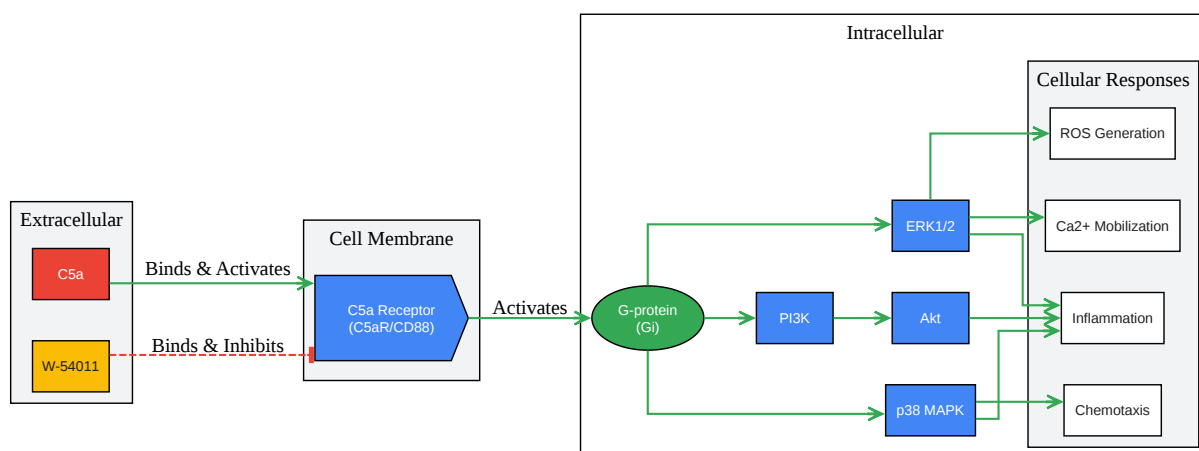 Intracellular
Cellular Responses
ROS Generation
Extracellular
Cell Membrane
ERK1/2
Ca2+ Mobilization
C5a
Binds & Activates
C5a Receptor
(C5aR/CD88)
Activates
G-protein
(Gi)
PI3K
Akt
Inflammation
W-54011
Binds & Inhibits
p38 MAPK
Chemotaxis